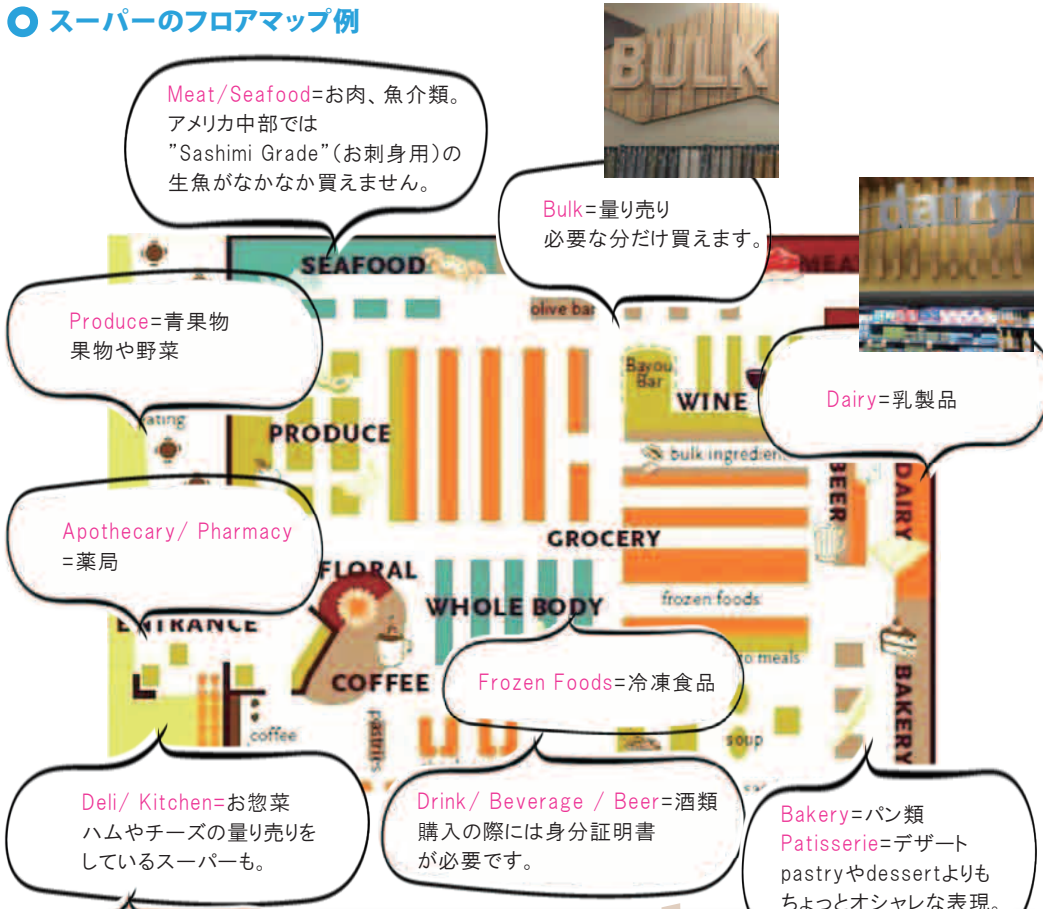 スーパーのフロアマップ例
BULK
Meat/Seafood=お肉、魚介類。
アメリカ中部では
”Sashimi Grade”(お刺身用)の
生魚がなかなか買えません。
Bulk=量り売り
必要な分だけ買えます。
dairy
SEAFOOD
MEA
olive bar
Produce=青果物
果物や野菜
Bayou
Bar
WINE
Dairy=乳製品
eating
PRODUCE
bulk ingredien
BEER
DAIRY
Apothecary/ Pharmacy
=薬局
GROCERY
FLORAL
WHOLE BODY
frozen foods
ENTRANCE
to meals
COFFEE
Frozen Foods=冷凍食品
BAKERY
coffee
pastries
soup
Deli/ Kitchen=お惣菜
ハムやチーズの量り売りを
しているスーパーも。
Drink/ Beverage / Beer=酒類
購入の際には身分証明書
が必要です。
Bakery=パン類
Patisserie=デザート
pastryやdessertよりも
ちょっとオシャレな表現。